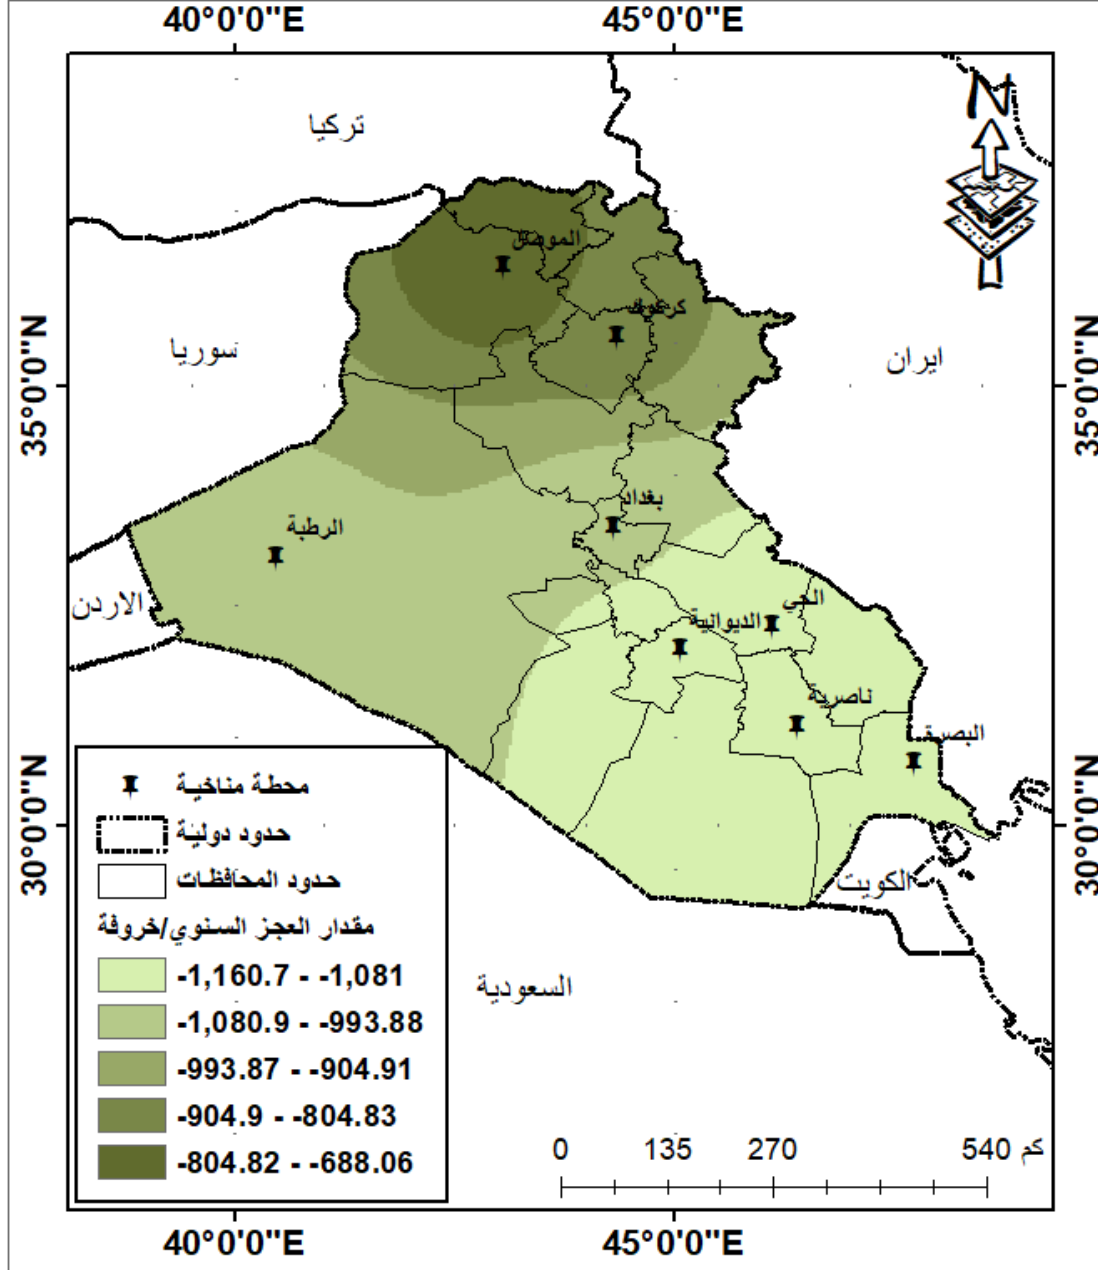 40°0'0"E 45°0'0"E
N
تركيا
الموصل
كركوك
35°0'0"N
سوريا
ايران
35°0'0"N
بغداد
الرطبة
الاردن
الحي
الديوانية
ناصرية
البصرة
30°0'0"N
30°0'0"N
الكويت
السعودية
محطة مناخية
حدود دولية
حدود المحافظات
مقدار العجز السنوي/خروفة
-1,160.7 - -1,081
-1,080.9 - -993.88
-993.87 - -904.91
-904.9 - -804.83
-804.82 - -688.06
0 135 270 540 كم
40°0'0"E 45°0'0"E